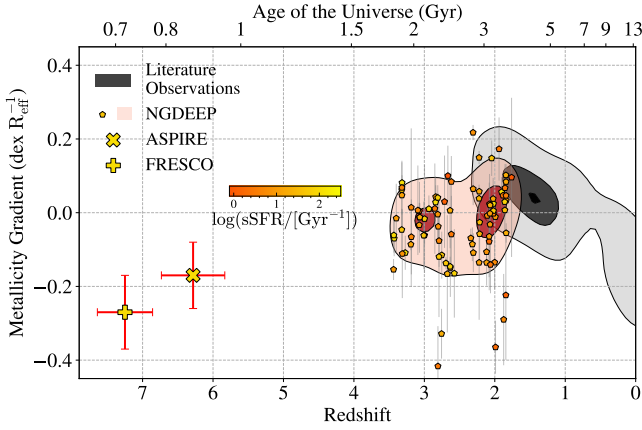 Age of the Universe (Gyr)
0.7 0.8 1 1.5 2 3 5 7 9 13
Metallicity Gradient (dex R_eff^−1)
0.4
0.2
0.0
−0.2
−0.4
Literature
Observations
NGDEEP
ASPIRE
FRESCO
0 1 2
log(sSFR/[Gyr^−1])
7 6 5 4 3 2 1 0
Redshift